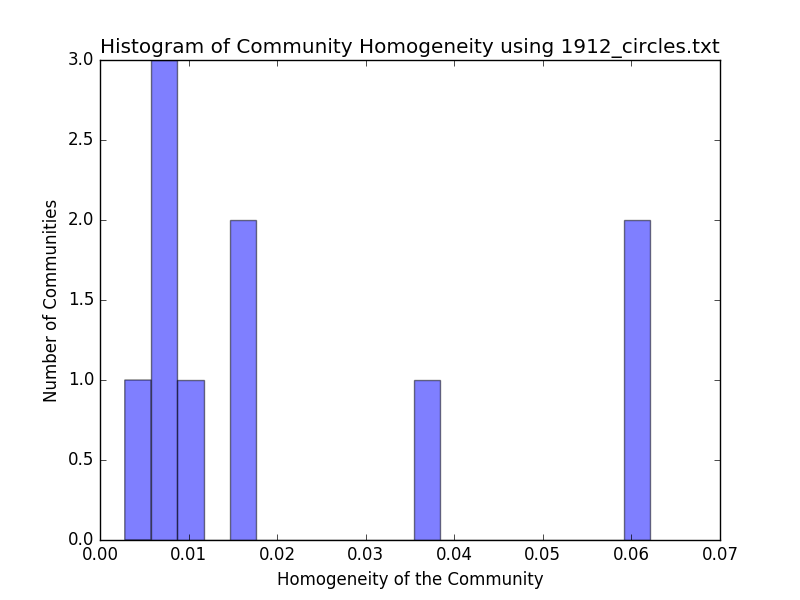 Histogram of Community Homogeneity using 1912_circles.txt
3.0
2.5
2.0
1.5
1.0
0.5
0.0
Number of Communities
0.00 0.01 0.02 0.03 0.04 0.05 0.06 0.07
Homogeneity of the Community